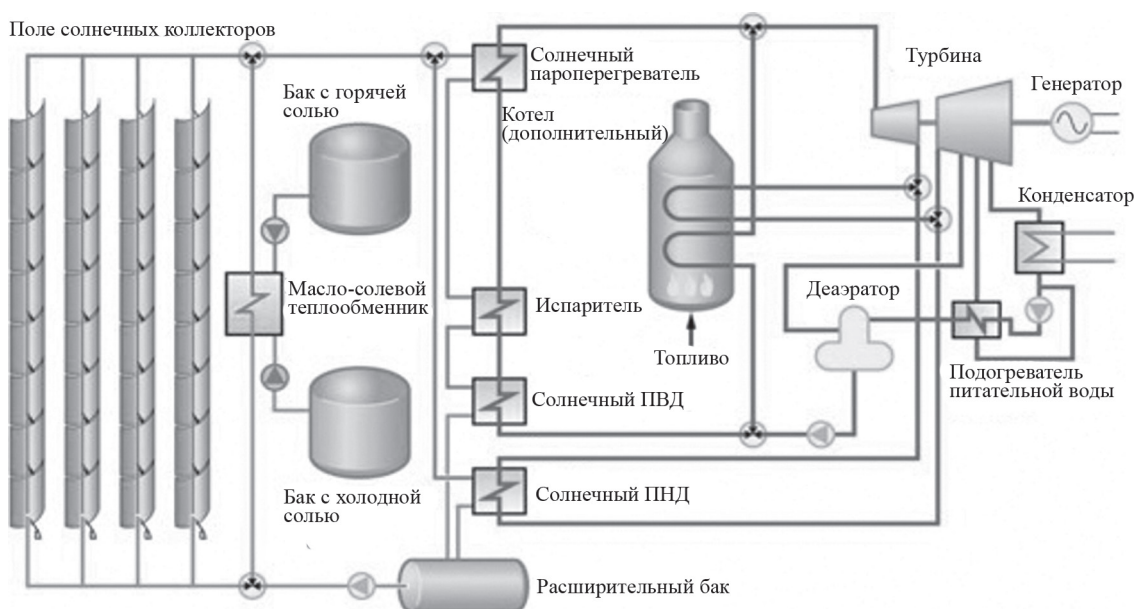 Поле солнечных коллекторов
Солнечный
пароперегреватель
Турбина
Генератор
Бак с горячей
солью
Котел
(дополнительный)
Конденсатор
Масло-солевой
теплообменник
Испаритель
Деаэратор
Топливо
Подогреватель
питательной воды
Солнечный ПВД
Бак с холодной
солью
Солнечный ПНД
Расширительный бак